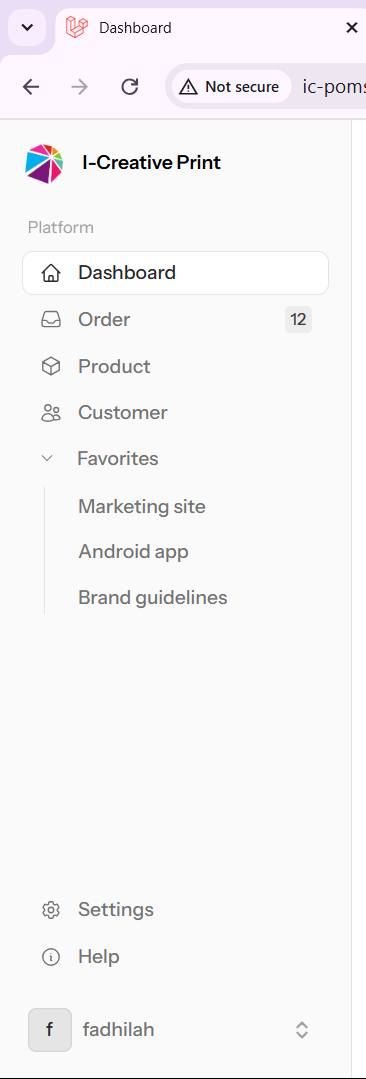 Dashboard
Not secure
ic-poms
I-Creative Print
Platform
Dashboard
Order
12
Product
Customer
Favorites
Marketing site
Android app
Brand guidelines
Settings
Help
f
fadhilah